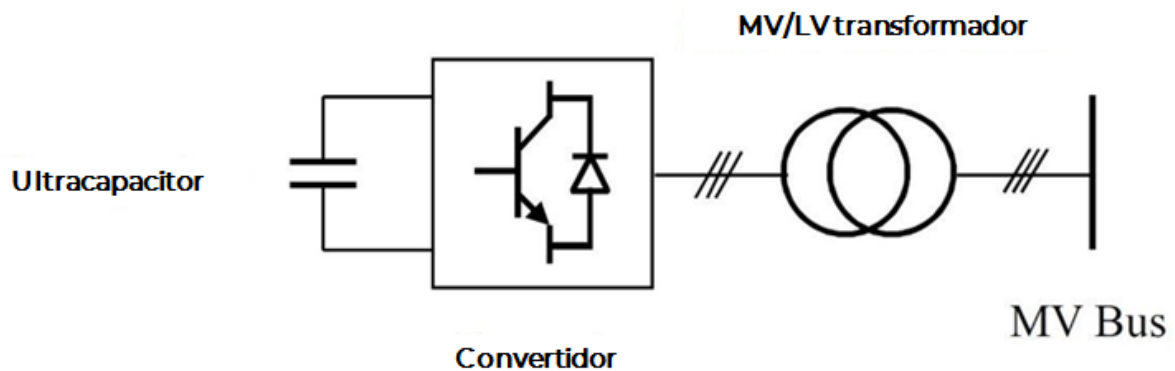 MV/LV transformador
Ultracapacitor
MV Bus
Convertidor